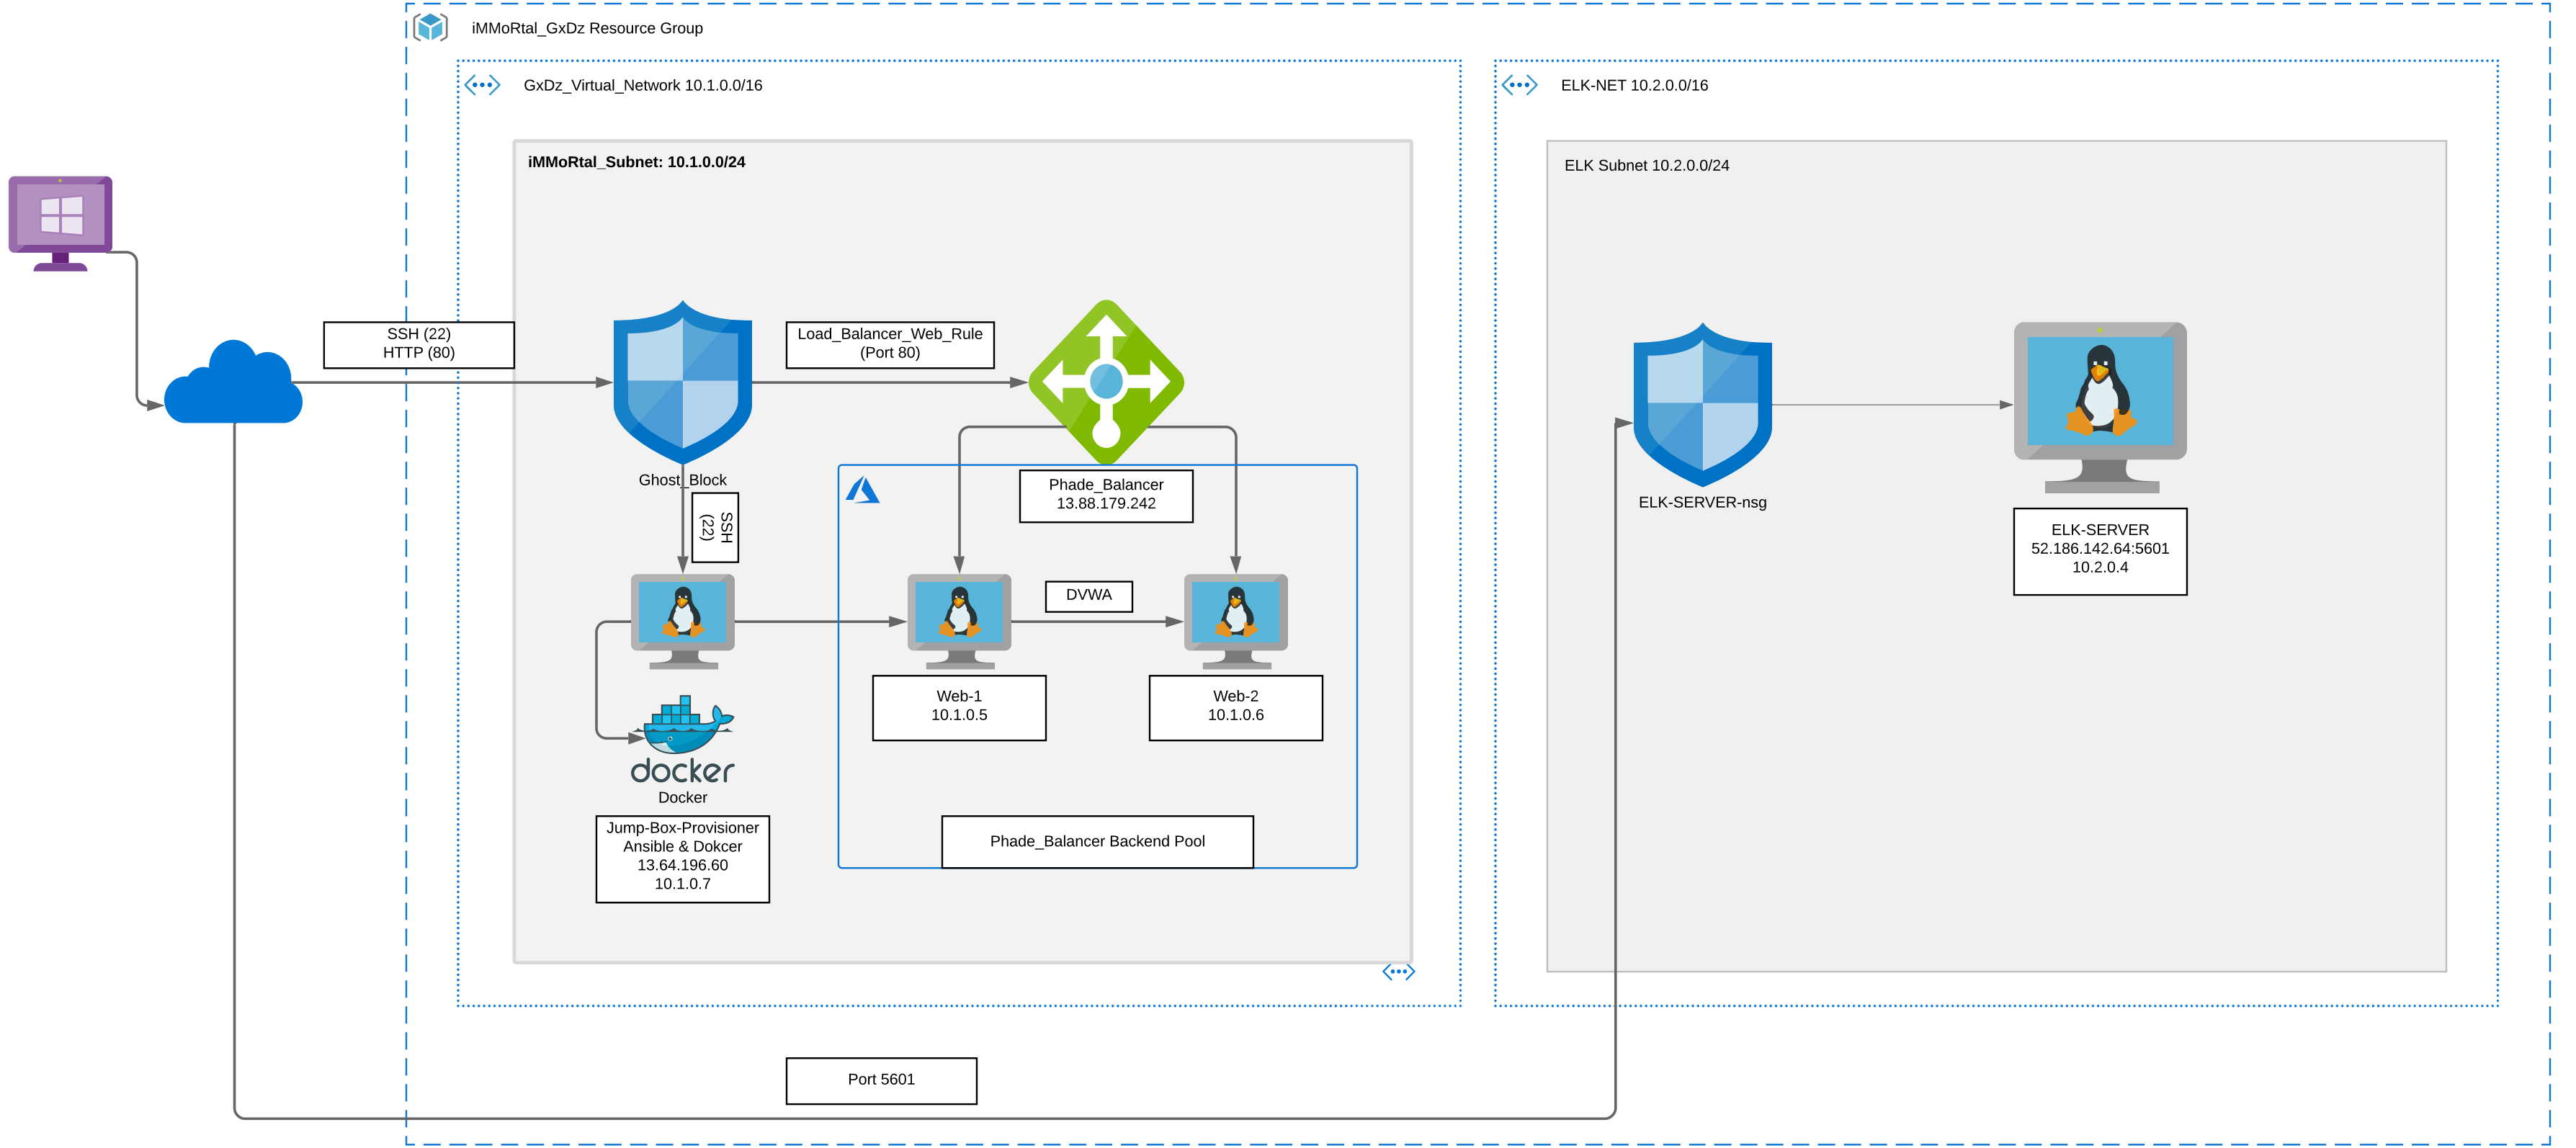 iMMoRtal_GxDz Resource Group
GxDz_Virtual_Network 10.1.0.0/16
ELK-NET 10.2.0.0/16
iMMoRtal_Subnet: 10.1.0.0/24
ELK Subnet 10.2.0.0/24
SSH (22)
HTTP (80)
Load_Balancer_Web_Rule
(Port 80)
Ghost_Block
SSH
(22)
Phade_Balancer
13.88.179.242
ELK-SERVER-nsg
ELK-SERVER
52.186.142.64:5601
10.2.0.4
DVWA
Web-1
10.1.0.5
Web-2
10.1.0.6
docker
Docker
Jump-Box-Provisioner
Ansible & Dokcer
13.64.196.60
10.1.0.7
Phade_Balancer Backend Pool
Port 5601